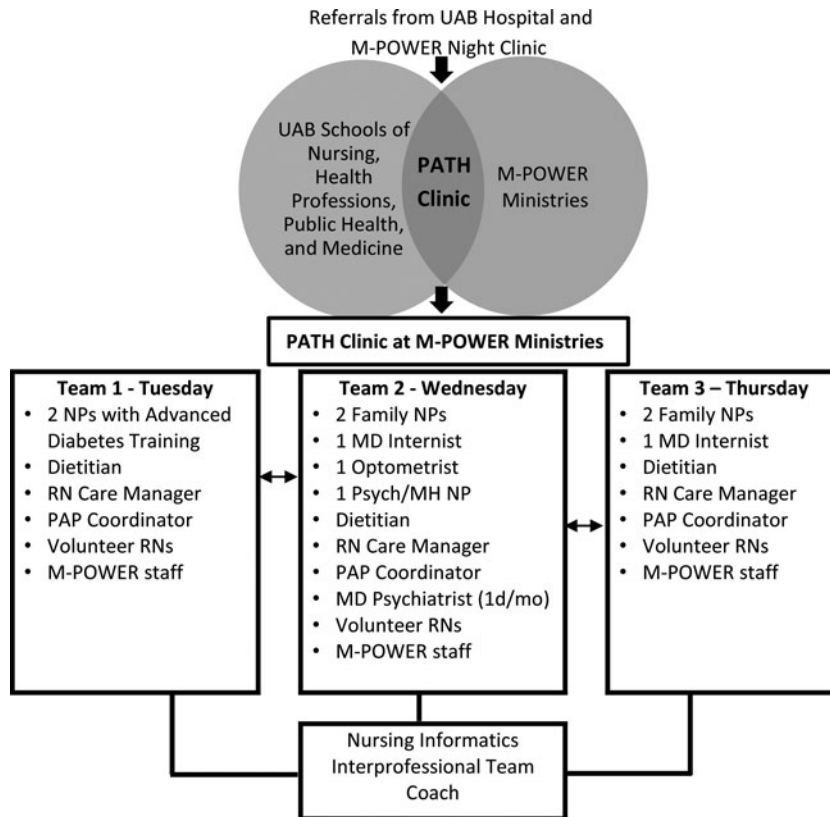 Referrals from UAB Hospital and
M-POWER Night Clinic
UAB Schools of
Nursing,
Health
Professions,
Public Health,
and Medicine
PATH
Clinic
M-POWER
Ministries
PATH Clinic at M-POWER Ministries
Team 1 - Tuesday
• 2 NPs with Advanced
Diabetes Training
• Dietitian
• RN Care Manager
• PAP Coordinator
• Volunteer RNs
• M-POWER staff
Team 2 - Wednesday
• 2 Family NPs
• 1 MD Internist
• 1 Optometrist
• 1 Psych/MH NP
• Dietitian
• RN Care Manager
• PAP Coordinator
• MD Psychiatrist (1d/mo)
• Volunteer RNs
• M-POWER staff
Team 3 – Thursday
• 2 Family NPs
• 1 MD Internist
• Dietitian
• RN Care Manager
• PAP Coordinator
• Volunteer RNs
• M-POWER staff
Nursing Informatics
Interprofessional Team
Coach